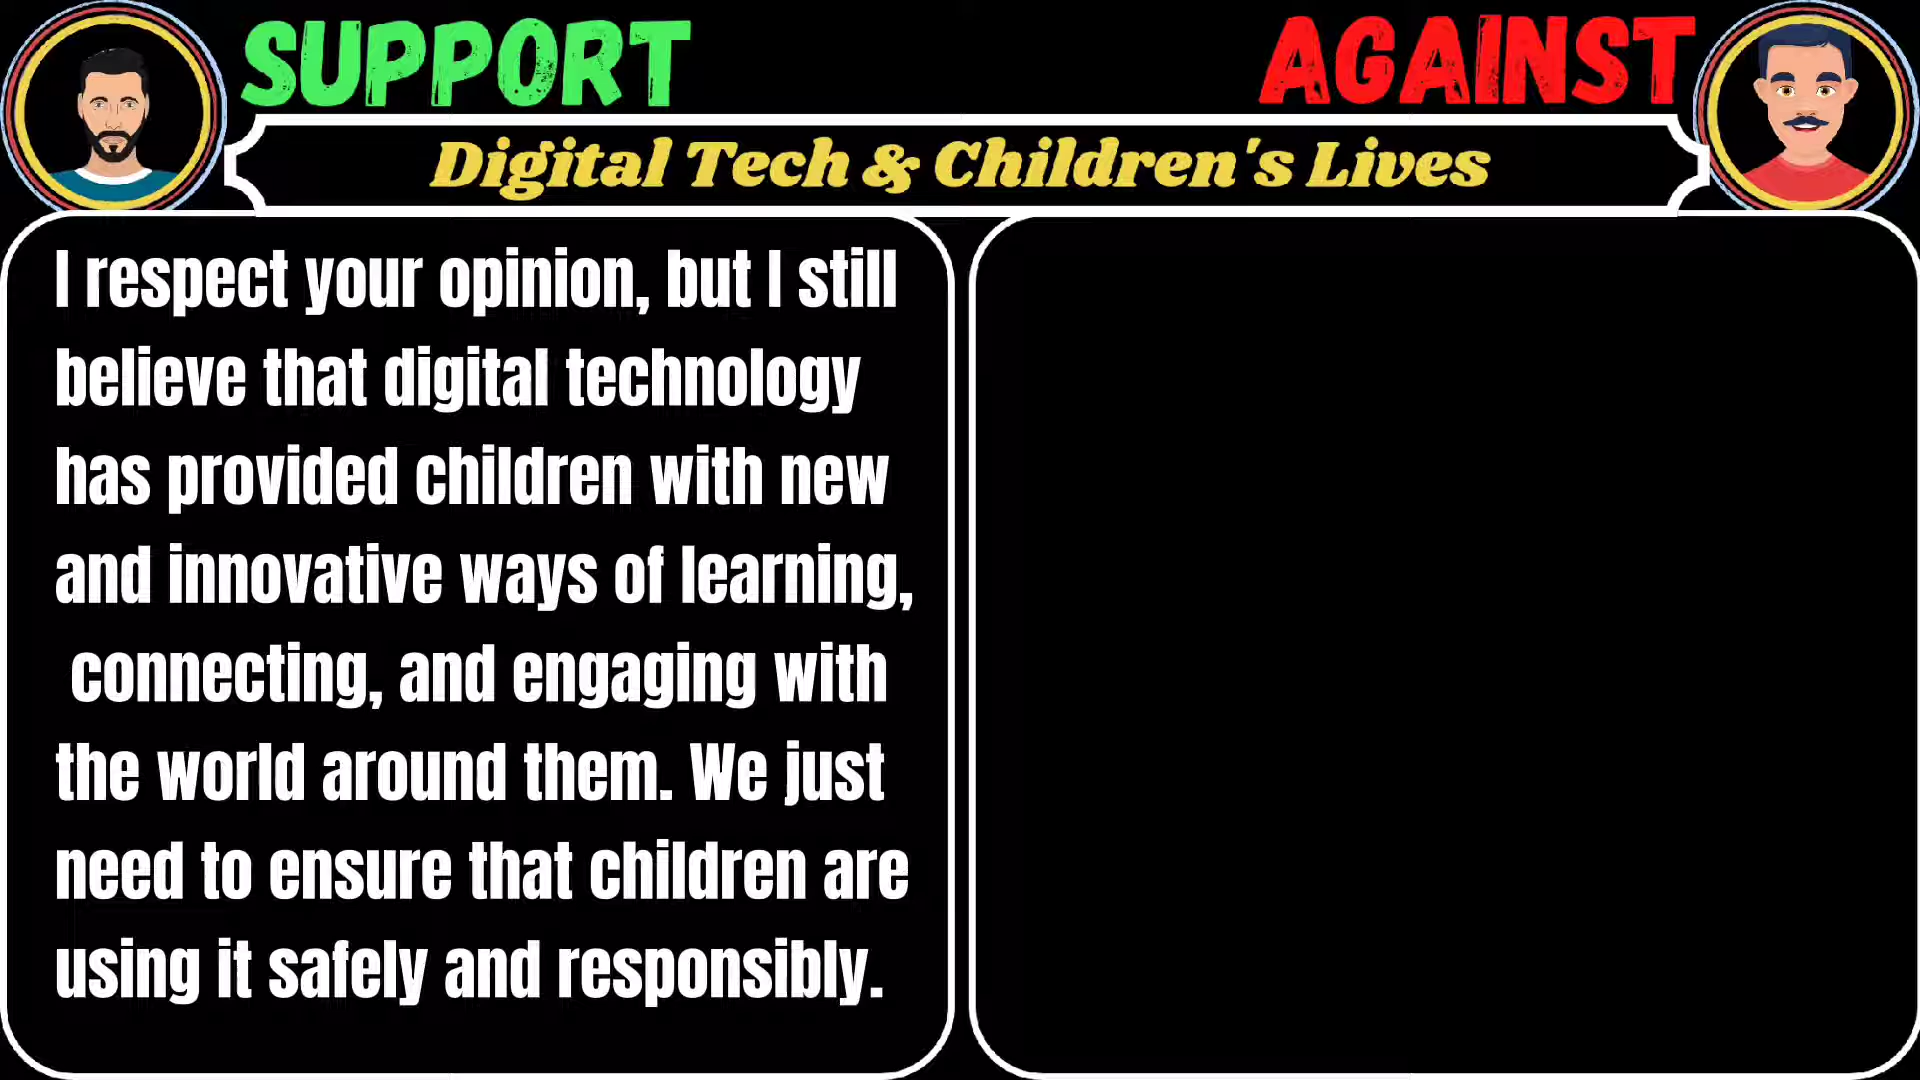 SUPPORT
AGAINST
Digital Tech & Children's Lives
I respect your opinion, but I still
believe that digital technology
has provided children with new
and innovative ways of learning,
connecting, and engaging with
the world around them. We just
need to ensure that children are
using it safely and responsibly.